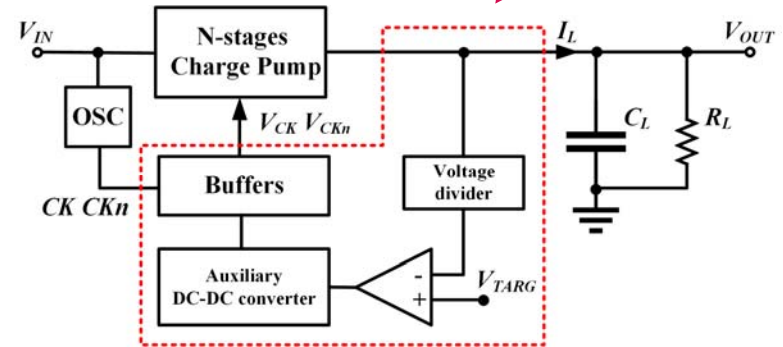 V_IN
N-stages
Charge Pump
I_L
V_OUT
OSC
V_CK V_CKn
C_L
R_L
Buffers
Voltage
divider
CK CKn
Auxiliary
DC-DC converter
-
+
V_TARG